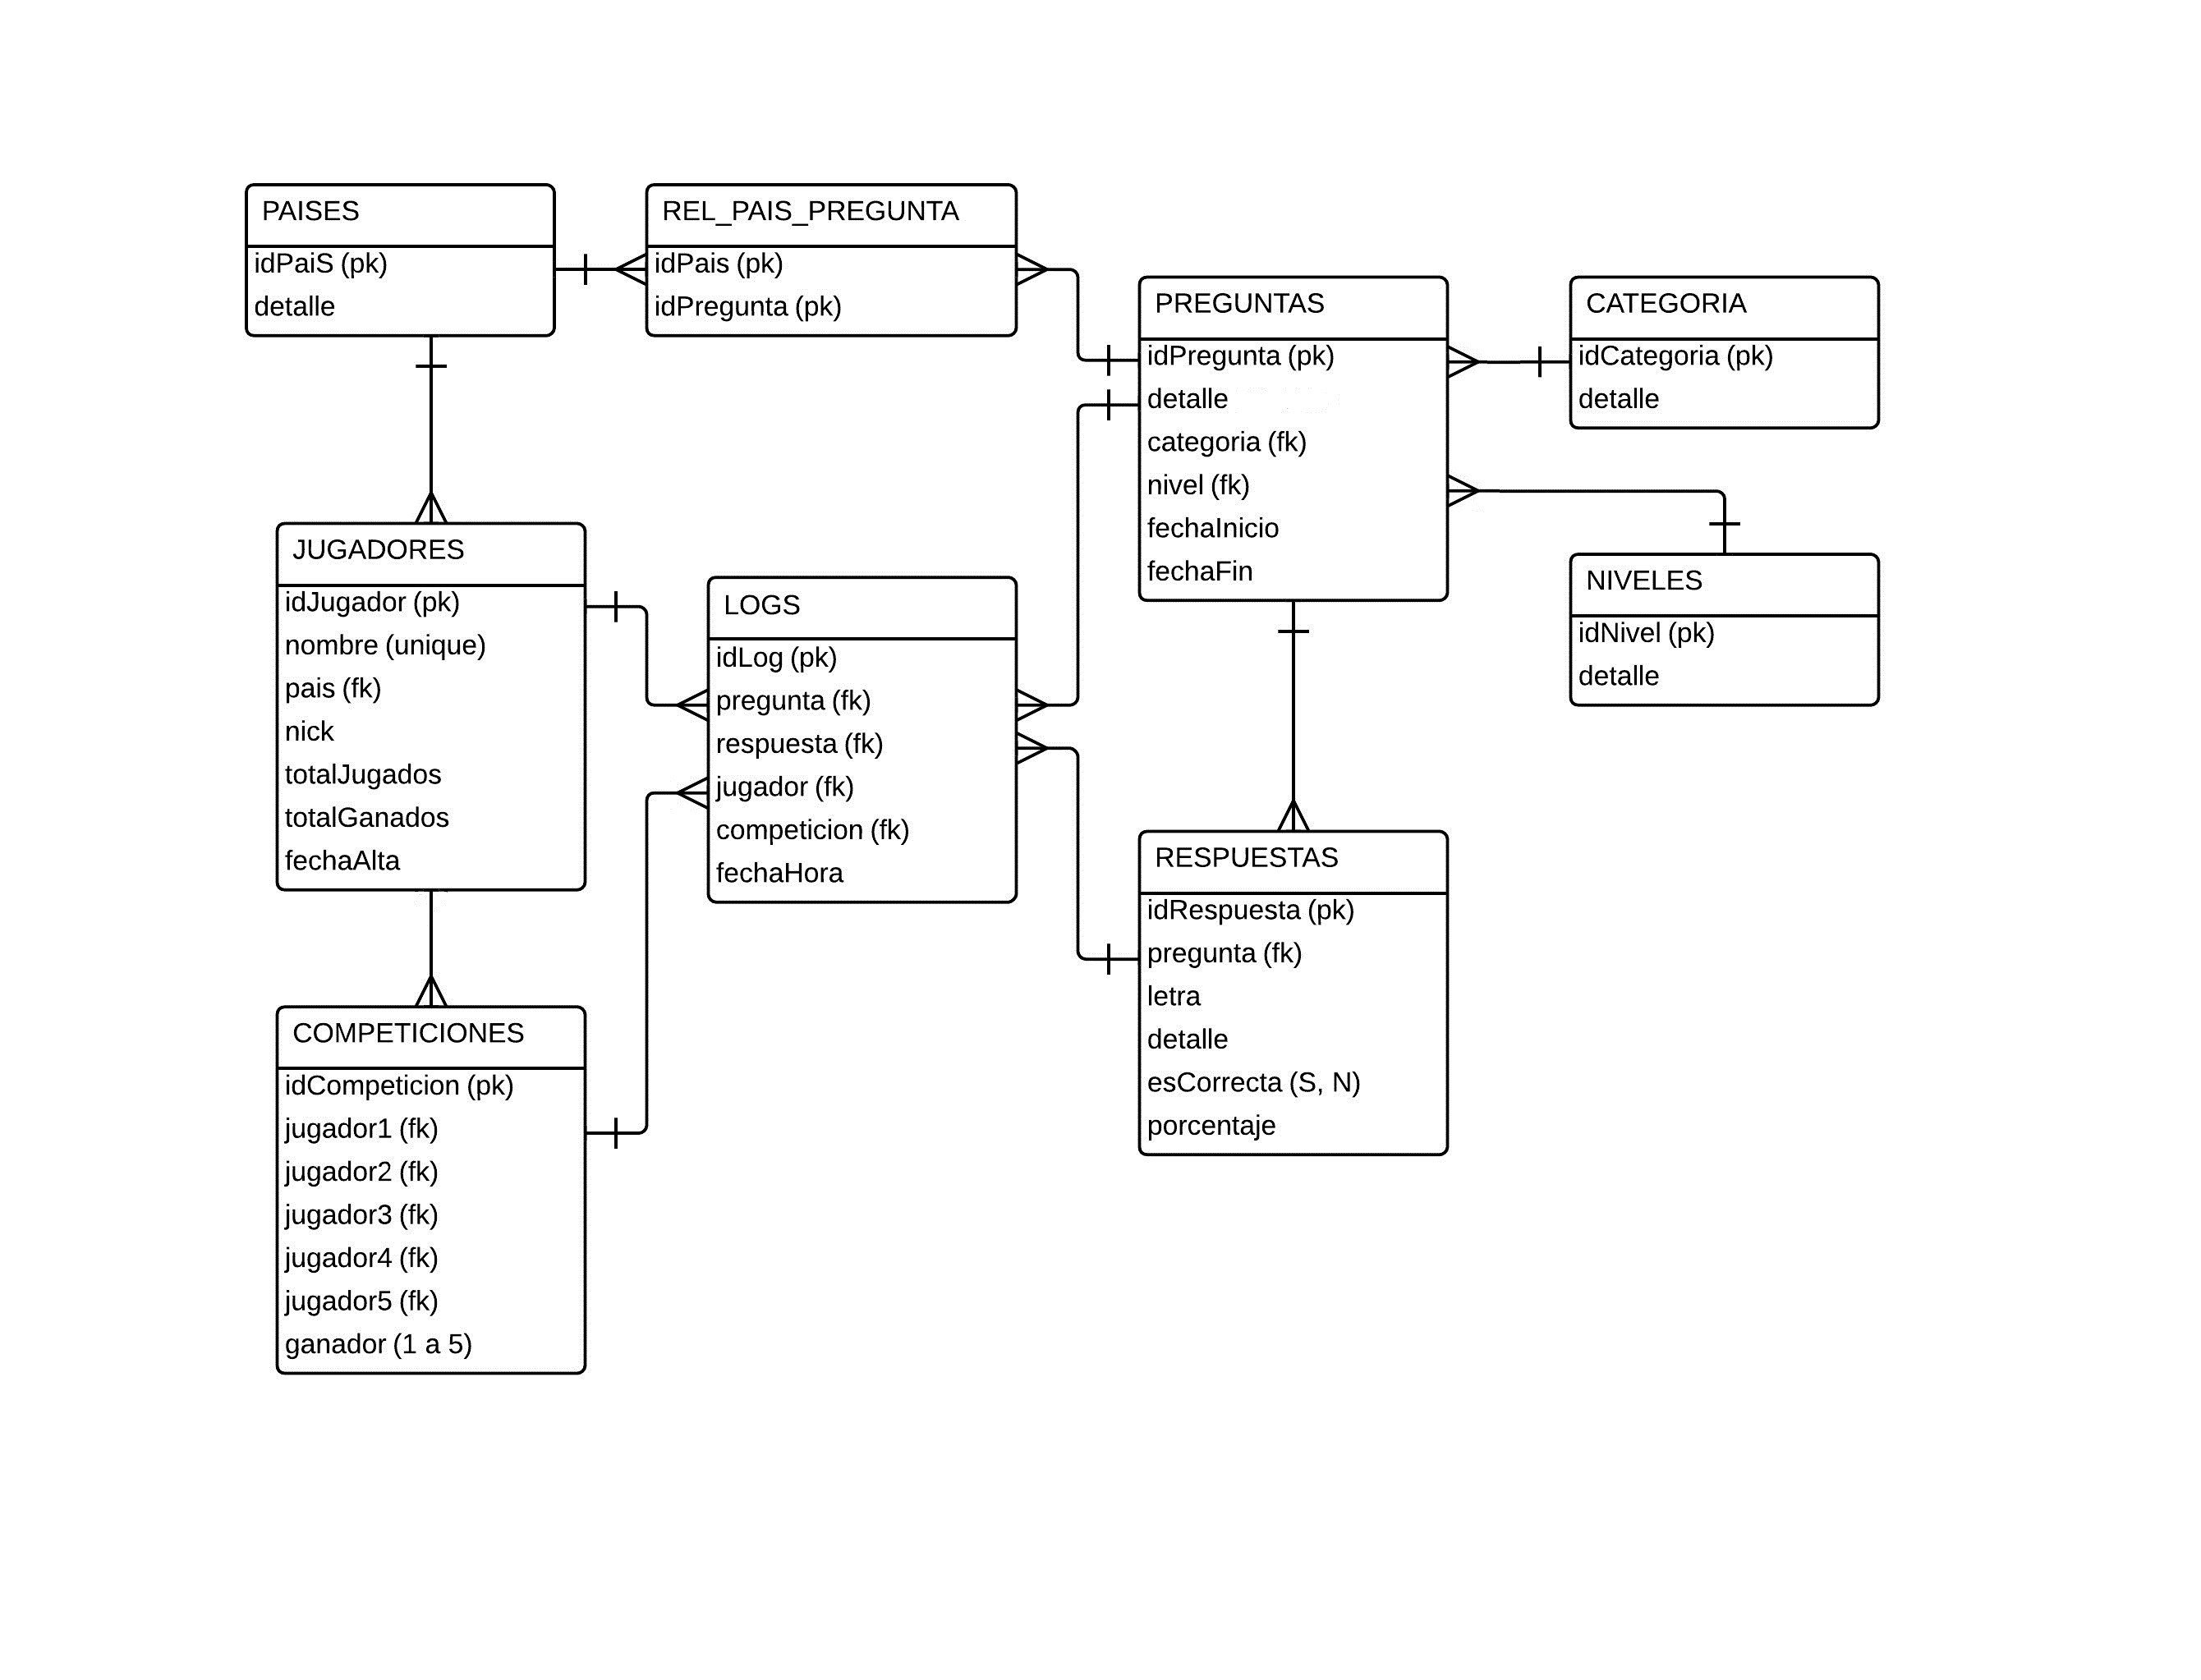 PAISES
idPaiS (pk)
detalle
REL_PAIS_PREGUNTA
idPais (pk)
idPregunta (pk)
PREGUNTAS
idPregunta (pk)
detalle
categoria (fk)
nivel (fk)
fechaInicio
fechaFin
CATEGORIA
idCategoria (pk)
detalle
NIVELES
idNivel (pk)
detalle
JUGADORES
idJugador (pk)
nombre (unique)
pais (fk)
nick
totalJugados
totalGanados
fechaAlta
LOGS
idLog (pk)
pregunta (fk)
respuesta (fk)
jugador (fk)
competicion (fk)
fechaHora
RESPUESTAS
idRespuesta (pk)
pregunta (fk)
letra
detalle
esCorrecta (S, N)
porcentaje
COMPETICIONES
idCompeticion (pk)
jugador1 (fk)
jugador2 (fk)
jugador3 (fk)
jugador4 (fk)
jugador5 (fk)
ganador (1 a 5)